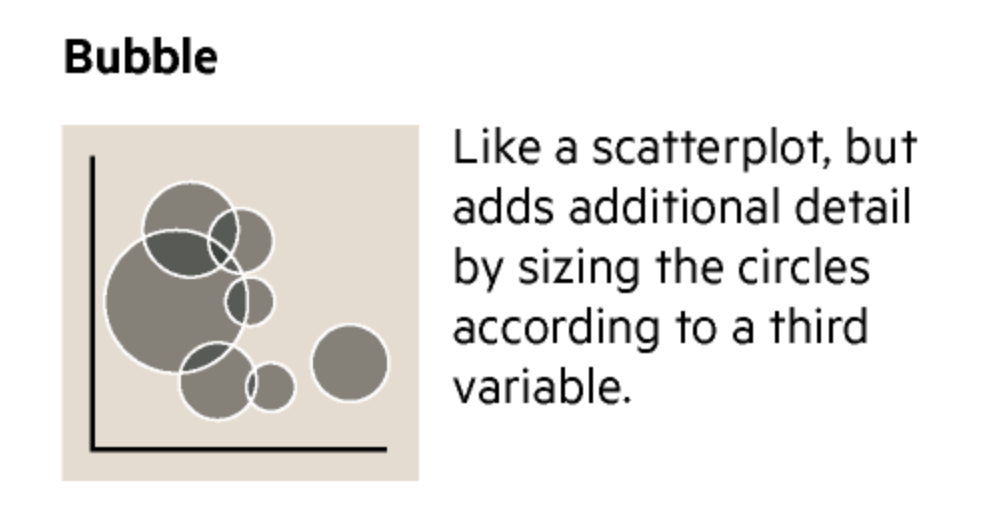 Bubble
Like a scatterplot, but
adds additional detail
by sizing the circles
according to a third
variable.